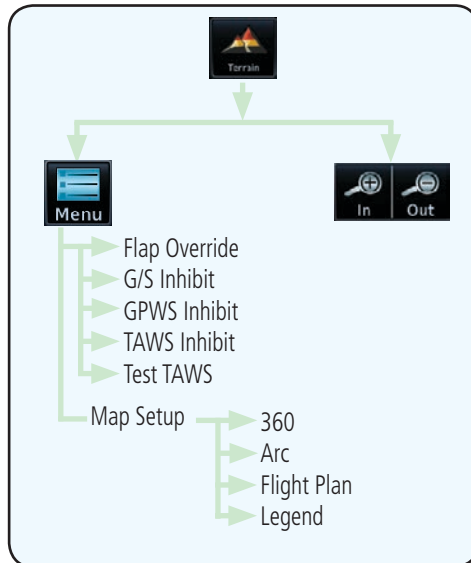 Terrain
Menu
In Out
Flap Override
G/S Inhibit
GPWS Inhibit
TAWS Inhibit
Test TAWS
Map Setup
360
Arc
Flight Plan
Legend